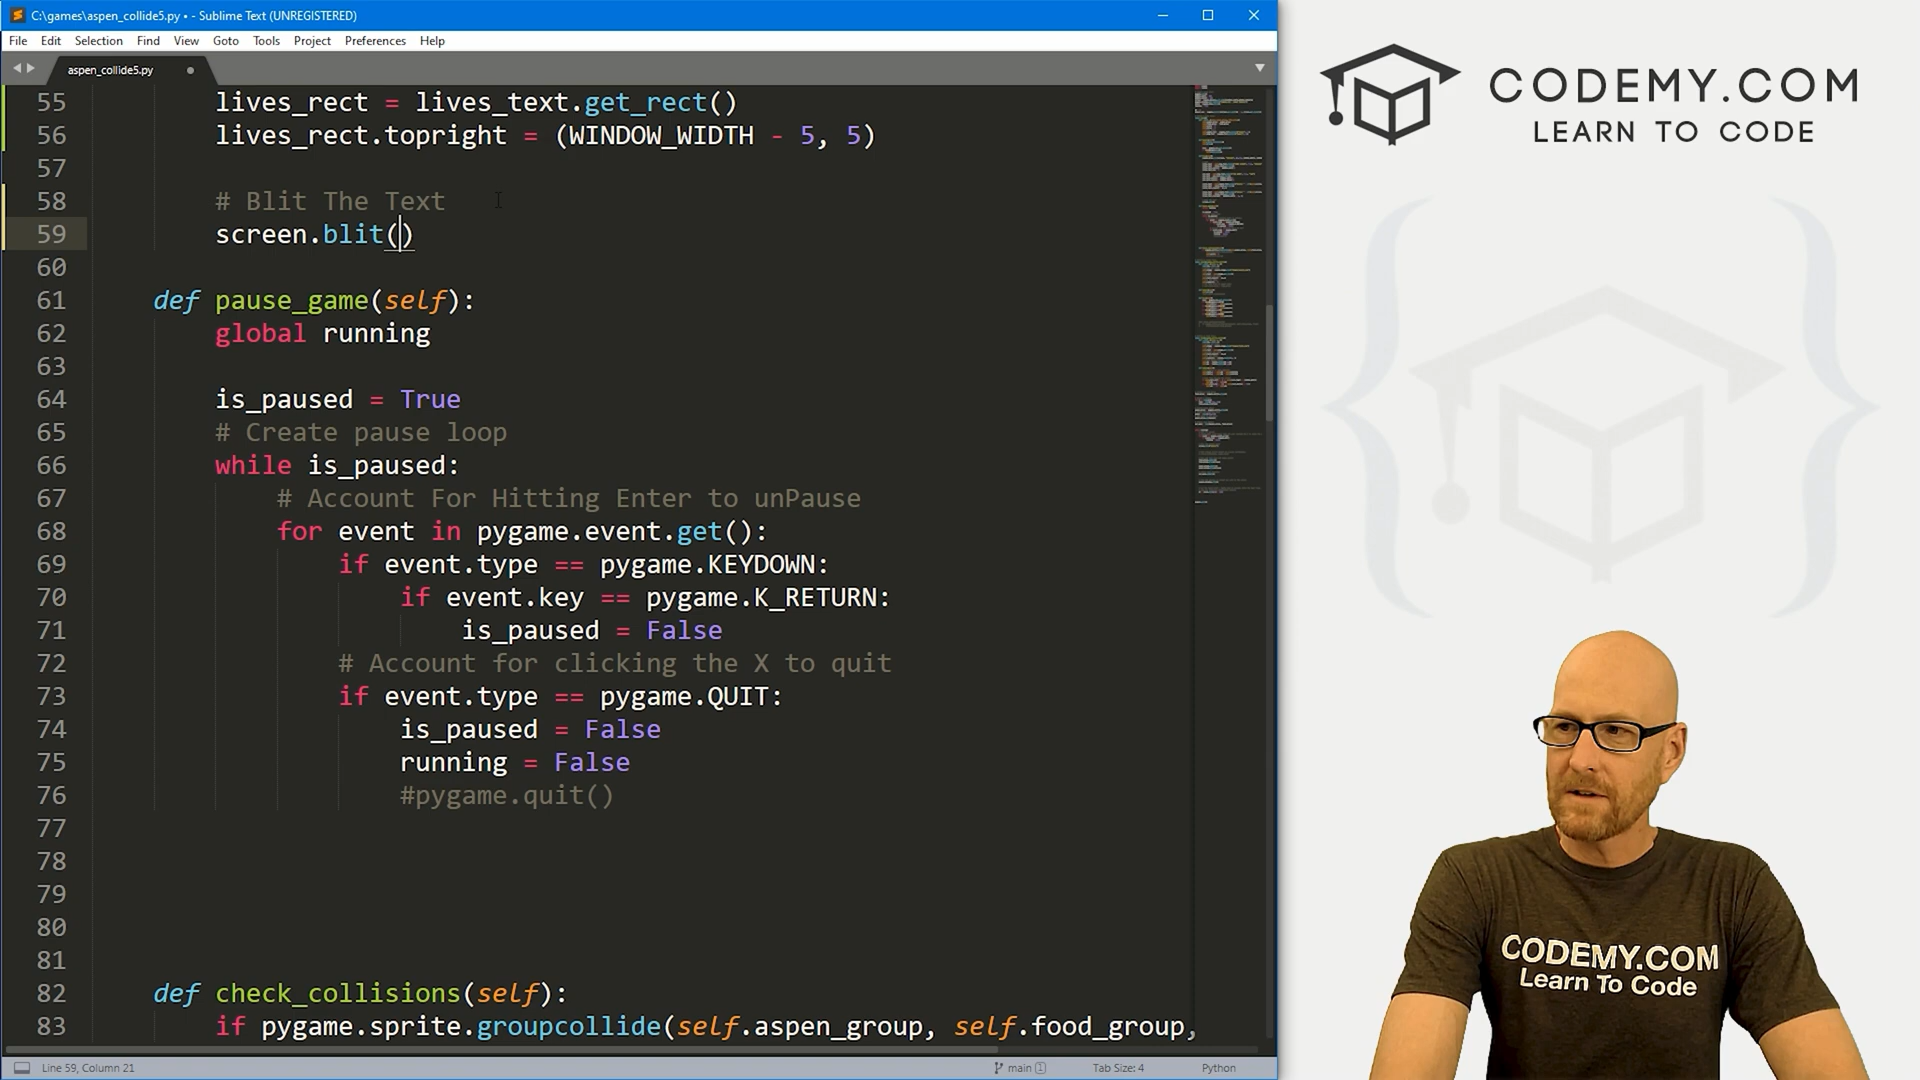 C:\games\aspen_collide5.py • - Sublime Text (UNREGISTERED)
File Edit Selection Find View Goto Tools Project Preferences Help
aspen_collide5.py
55 lives_rect = lives_text.get_rect()
56 lives_rect.topright = (WINDOW_WIDTH - 5, 5)
57
58 # Blit The Text
59 screen.blit()
60
61 def pause_game(self):
62 global running
63
64 is_paused = True
65 # Create pause loop
66 while is_paused:
67 # Account For Hitting Enter to unPause
68 for event in pygame.event.get():
69 if event.type == pygame.KEYDOWN:
70 if event.key == pygame.K_RETURN:
71 is_paused = False
72 # Account for clicking the X to quit
73 if event.type == pygame.QUIT:
74 is_paused = False
75 running = False
76 #pygame.quit()
77
78
79
80
81
82 def check_collisions(self):
83 if pygame.sprite.groupcollide(self.aspen_group, self.food_group,
Line 59, Column 21
main 1
Tab Size: 4
Python
CODEMY.COM
LEARN TO CODE
CODEMY.COM
Learn To Code